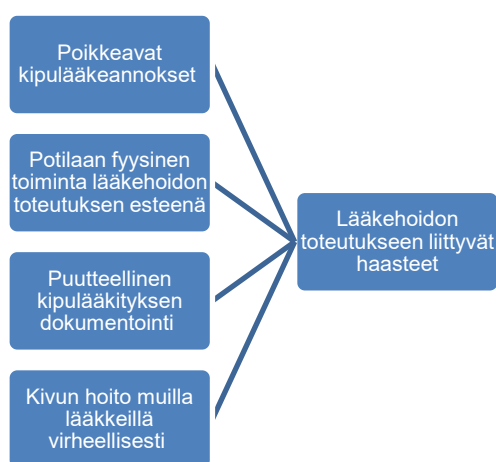 Poikkeavat
kipulääkeannokset
Potilaan fyysinen
toiminta lääkehoidon
toteutuksen esteenä
Puutteellinen
kipulääkityksen
dokumentointi
Kivun hoito muilla
lääkkeillä
virheellisesti
Lääkehoidon
toteutukseen liittyvät
haasteet